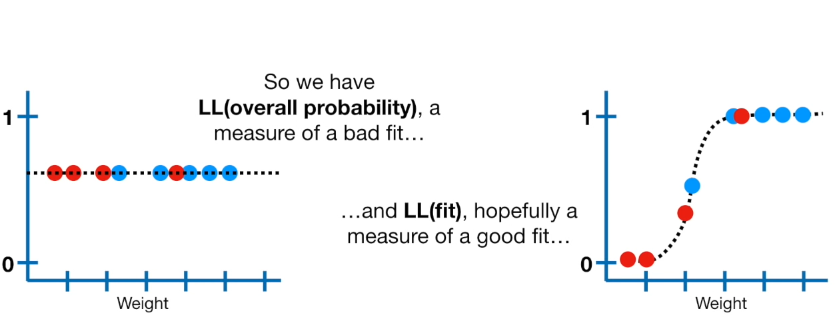 So we have
LL(overall probability), a
measure of a bad fit…
1
0
Weight
…and LL(fit), hopefully a
measure of a good fit…
1
0
Weight